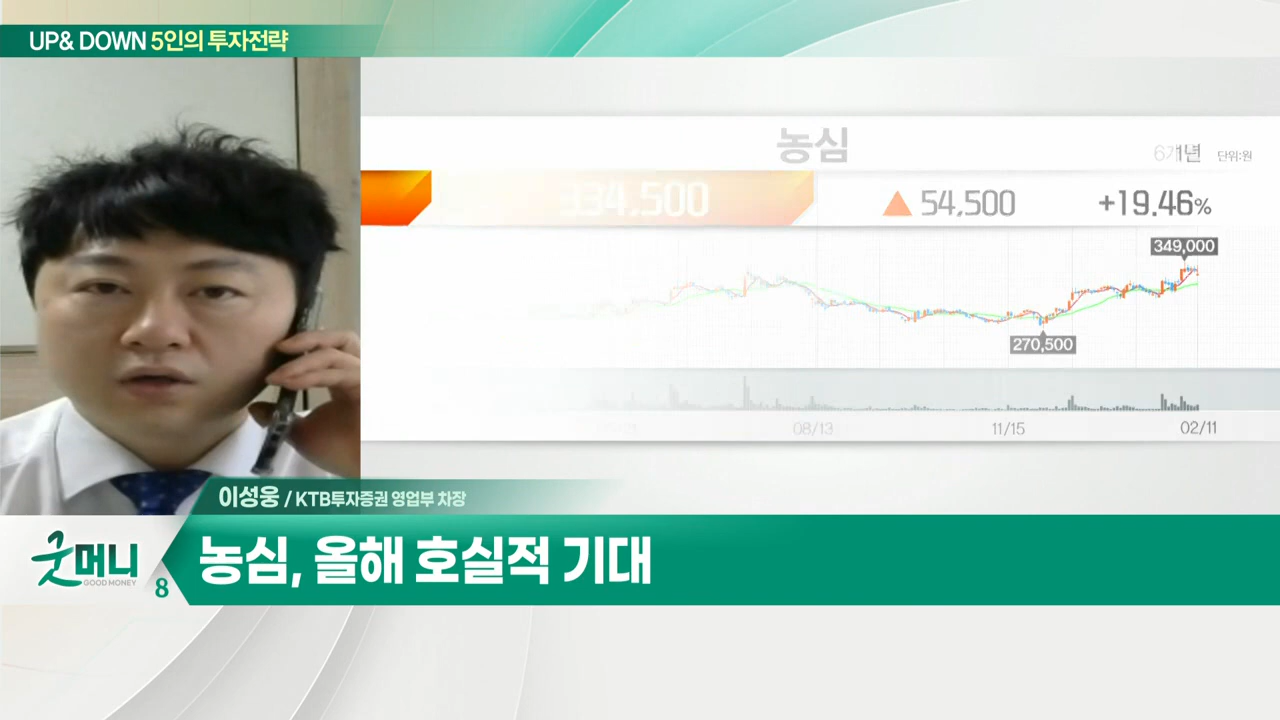 UP& DOWN 5인의 투자전략
농심
단위:원
334,500 ▲ 54,500 +19.46%
349,000
270,500
08/13 11/15 02/11
이성웅 / KTB투자증권 영업부 차장
굿머니
GOOD MONEY
8
농심, 올해 호실적 기대